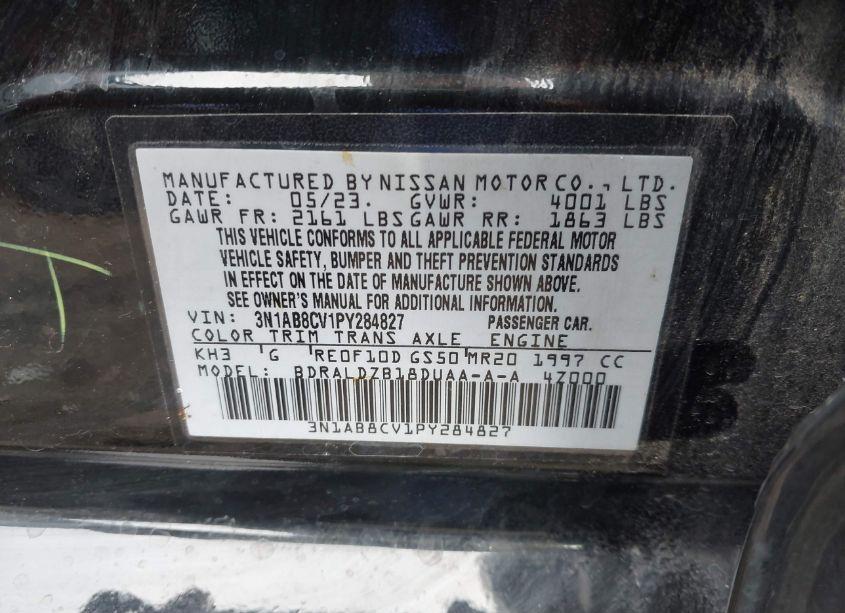 MANUFACTURED BY NISSAN MOTOR CO., LTD.
DATE: 05/23. GVWR: 4001 LBS
GAWR FR: 2161 LBS GAWR RR: 1863 LBS
THIS VEHICLE CONFORMS TO ALL APPLICABLE FEDERAL MOTOR
VEHICLE SAFETY, BUMPER AND THEFT PREVENTION STANDARDS
IN EFFECT ON THE DATE OF MANUFACTURE SHOWN ABOVE.
SEE OWNER'S MANUAL FOR ADDITIONAL INFORMATION.
VIN: 3N1AB8CV1PY284827 PASSENGER CAR.
COLOR TRIM TRANS AXLE ENGINE
KH3 G RE0F10D GS50 MR20 1997 CC
MODEL: BDRALDZB18DUAA-A-A 4Z000
3N1AB8CV1PY284827